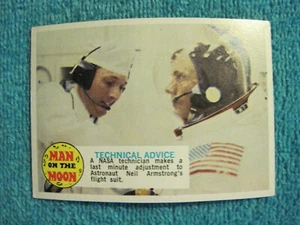 MAN
ON THE
MOON
TECHNICAL ADVICE
A NASA technician makes a
last minute adjustment to
Astronaut Neil Armstrong's
flight suit.